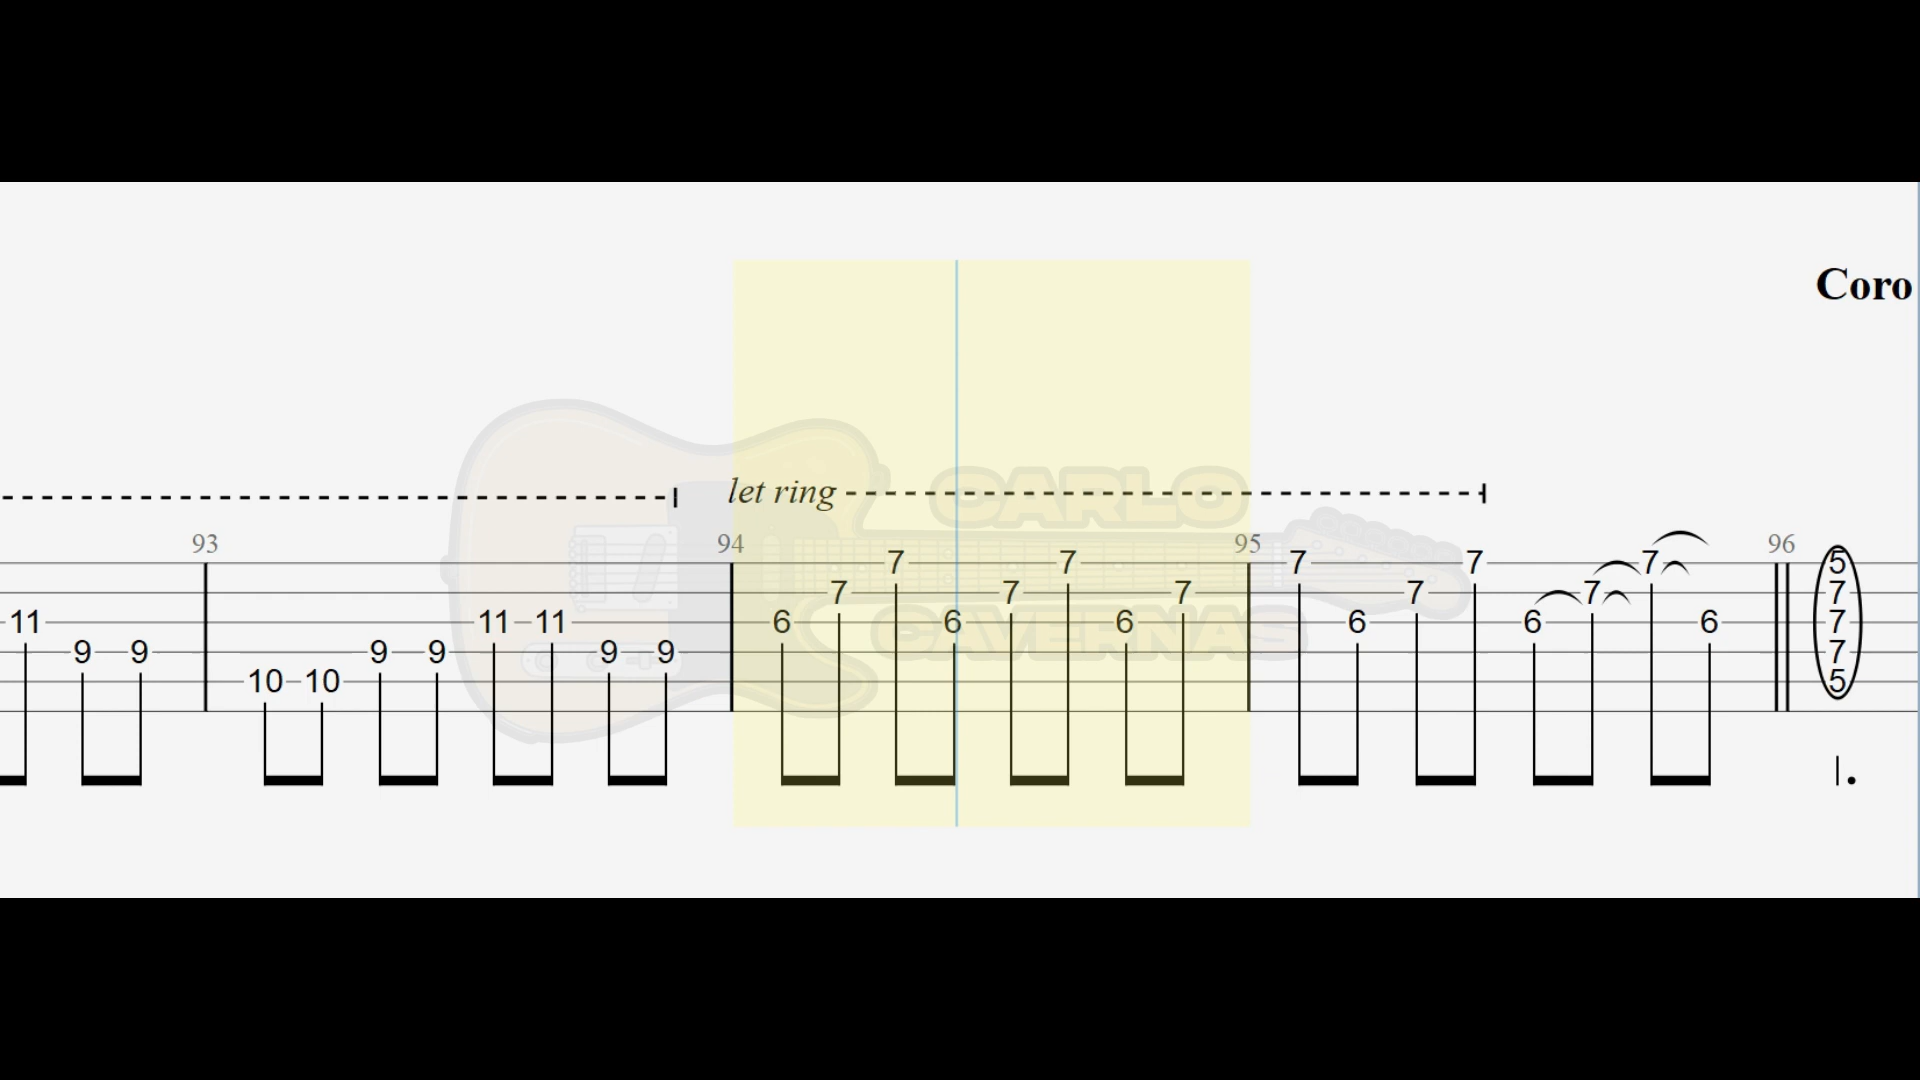 Coro
let ring
CARLO
93 94 95 96
7 7 7 7 7 5
7 7 7 7 7 7
11 11 11 6 6 6 6 6 6 7
9 9 9 9 9 9 7
10 10 5
CAVERNAS